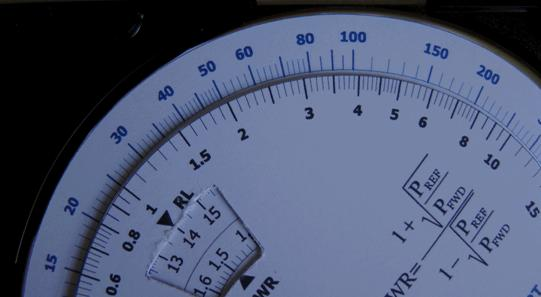 15 20 30 40 50 60 80 100 150 200
0.6 0.8 1 1.5 2 3 4 5 6 8 10 15
RL
13 14 15
1.6 1.5 1
WR
WR= 1+ √ P REF / P FWD
1- √ P REF / P FWD